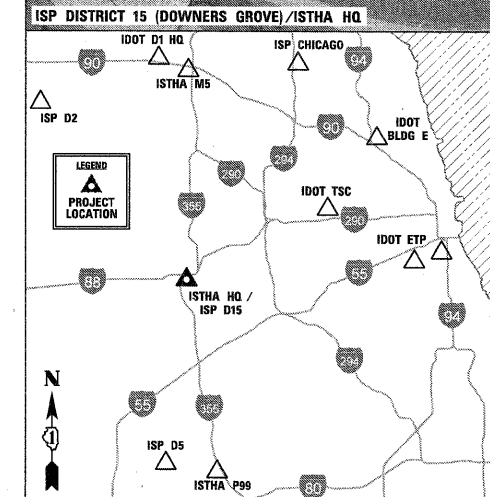 ISP DISTRICT 15 (DOWNERS GROVE)/ISTHA HQ
IDOT D1 HQ
ISP CHICAGO
90
94
ISTHA M5
ISP D2
IDOT
BLDG E
90
LEGEND
PROJECT
LOCATION
290
294
355
IDOT TSC
290
IDOT ETP
88
55
ISTHA HQ /
ISP D15
94
294
N
1
55
355
ISP D5
ISTHA P99
80